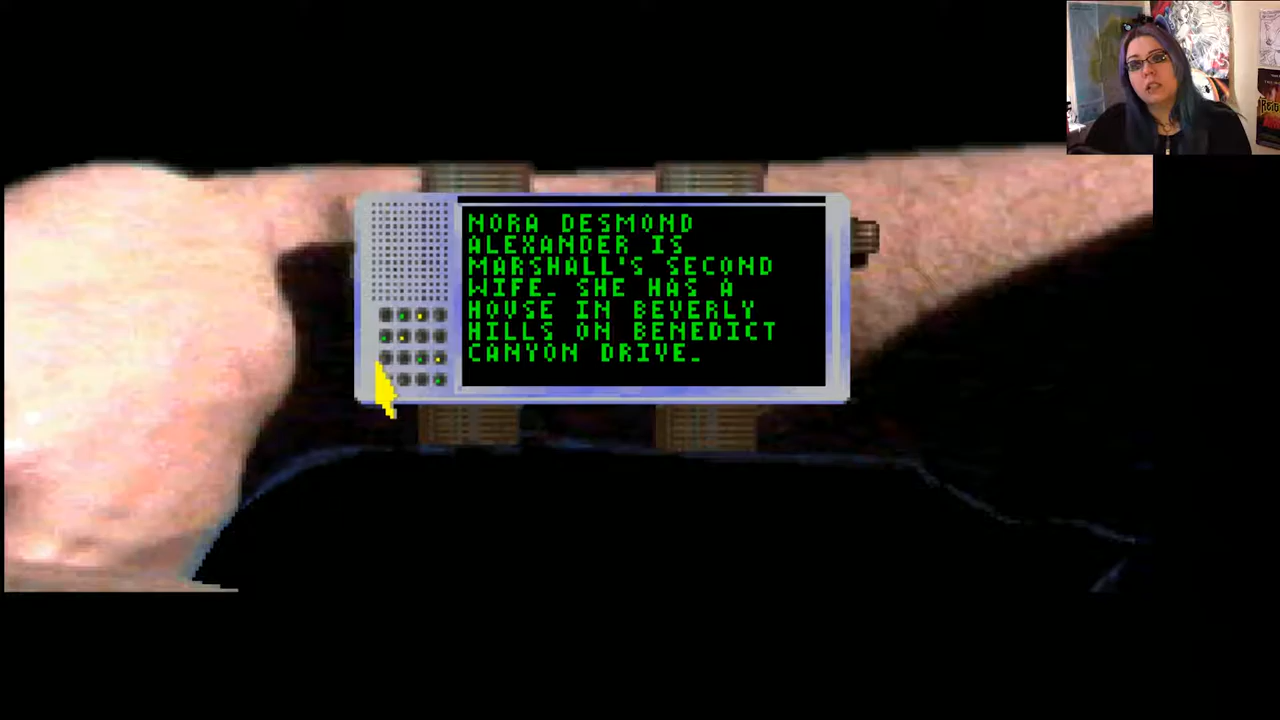 NORA DESMOND
ALEXANDER IS
MARSHALL'S SECOND
WIFE. SHE HAS A
HOUSE IN BEVERLY
HILLS ON BENEDICT
CANYON DRIVE.